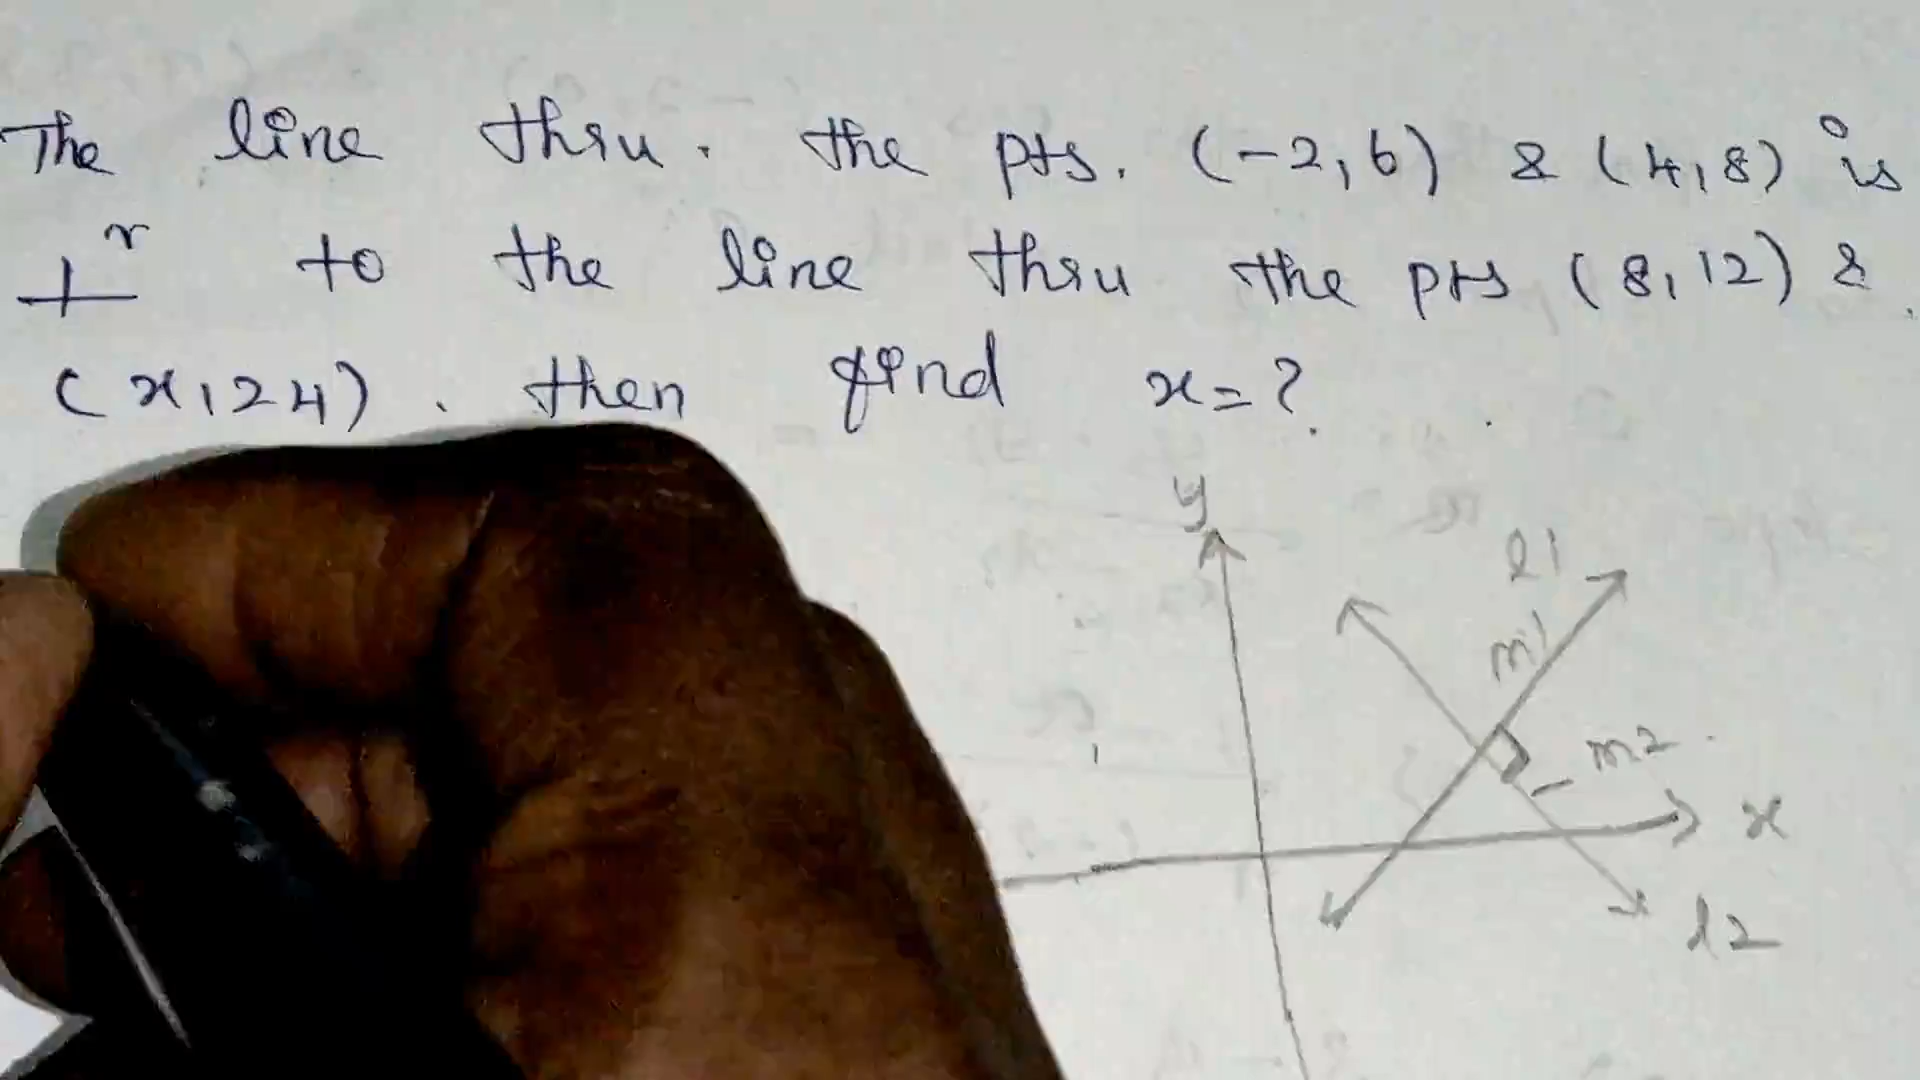 The line thru. the pts. (-2,6) & (4,8) is
⊥r to the line thru the pts (8,12) &
(x,24). then find x=?
y
l1
m1
m2
x
l2